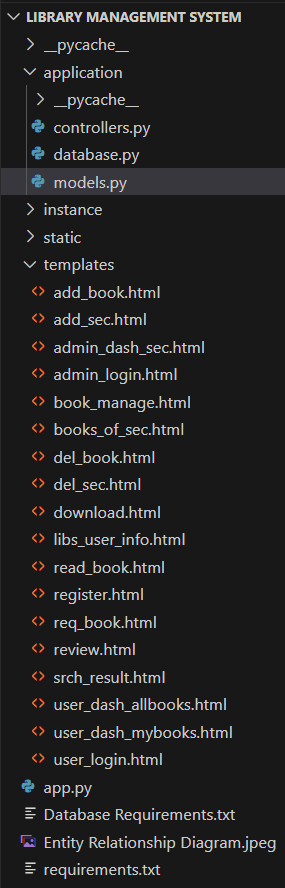 LIBRARY MANAGEMENT SYSTEM
__pycache__
application
__pycache__
controllers.py
database.py
models.py
instance
static
templates
add_book.html
add_sec.html
admin_dash_sec.html
admin_login.html
book_manage.html
books_of_sec.html
del_book.html
del_sec.html
download.html
libs_user_info.html
read_book.html
register.html
req_book.html
review.html
srch_result.html
user_dash_allbooks.html
user_dash_mybooks.html
user_login.html
app.py
Database Requirements.txt
Entity Relationship Diagram.jpeg
requirements.txt